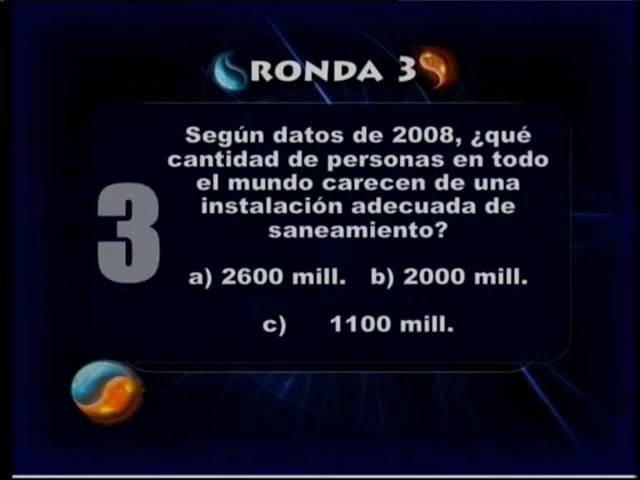 RONDA 3
Según datos de 2008, ¿qué
cantidad de personas en todo
el mundo carecen de una
instalación adecuada de
saneamiento?
3
a) 2600 mill. b) 2000 mill.
c) 1100 mill.